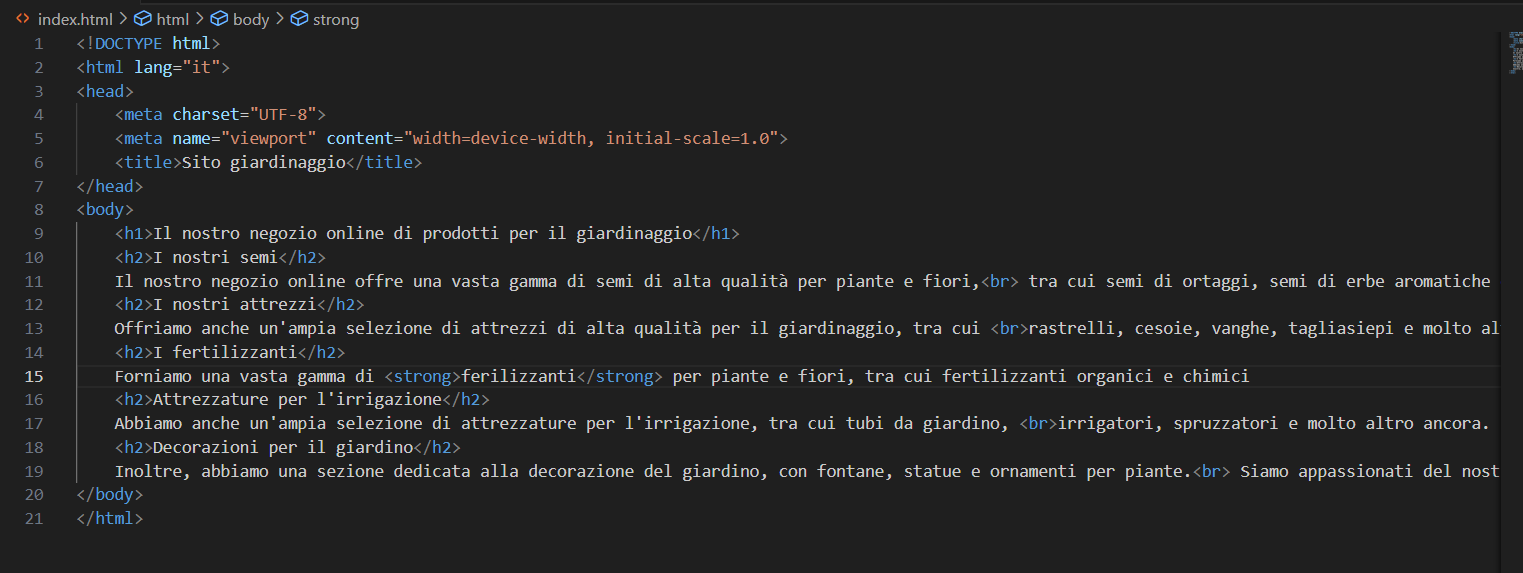 index.html > html > body > strong
1 <!DOCTYPE html>
2 <html lang="it">
3 <head>
4 <meta charset="UTF-8">
5 <meta name="viewport" content="width=device-width, initial-scale=1.0">
6 <title>Sito giardinaggio</title>
7 </head>
8 <body>
9 <h1>Il nostro negozio online di prodotti per il giardinaggio</h1>
10 <h2>I nostri semi</h2>
11 Il nostro negozio online offre una vasta gamma di semi di alta qualità per piante e fiori,<br> tra cui semi di ortaggi, semi di erbe aromatiche
12 <h2>I nostri attrezzi</h2>
13 Offriamo anche un'ampia selezione di attrezzi di alta qualità per il giardinaggio, tra cui <br>rastrelli, cesoie, vanghe, tagliasiepi e molto al
14 <h2>I fertilizzanti</h2>
15 Forniamo una vasta gamma di <strong>ferilizzanti</strong> per piante e fiori, tra cui fertilizzanti organici e chimici
16 <h2>Attrezzature per l'irrigazione</h2>
17 Abbiamo anche un'ampia selezione di attrezzature per l'irrigazione, tra cui tubi da giardino, <br>irrigatori, spruzzatori e molto altro ancora.
18 <h2>Decorazioni per il giardino</h2>
19 Inoltre, abbiamo una sezione dedicata alla decorazione del giardino, con fontane, statue e ornamenti per piante.<br> Siamo appassionati del nost
20 </body>
21 </html>